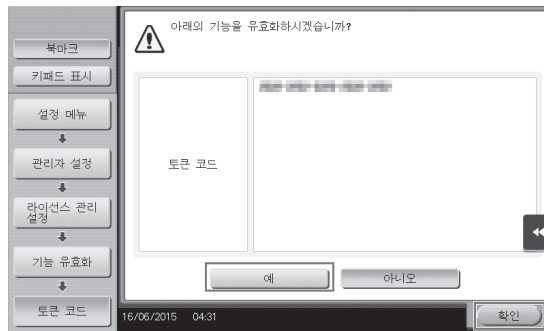 아래의 기능을 유효화하시겠습니까?
북마크
키패드 표시
설정 메뉴
관리자 설정
라이선스 관리
설정
기능 유효화
토큰 코드
토큰 코드
예
아니오
16/06/2015 04:31
확인